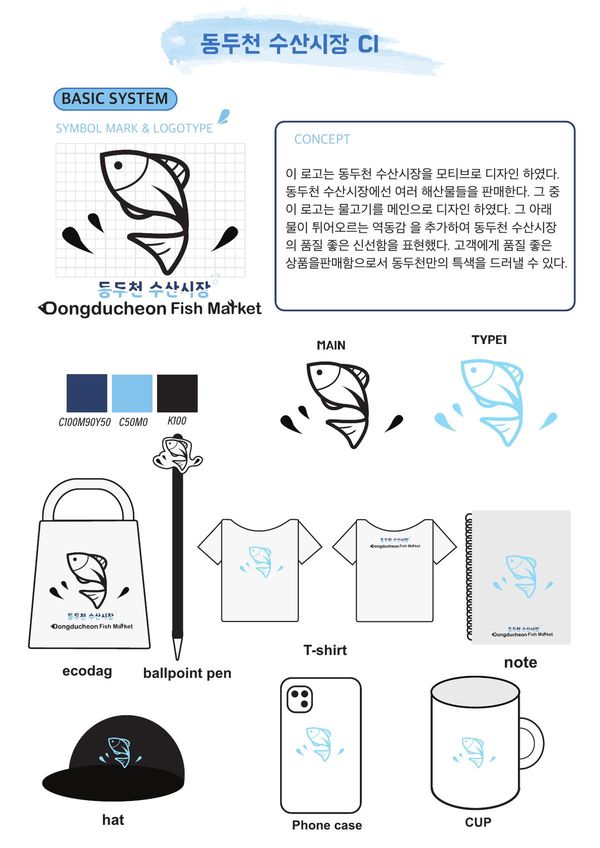 동두천 수산시장 CI
BASIC SYSTEM
SYMBOL MARK & LOGOTYPE
CONCEPT
이 로고는 동두천 수산시장을 모티브로 디자인 하였다.
동두천 수산시장에선 여러 해산물들을 판매한다. 그 중
이 로고는 물고기를 메인으로 디자인 하였다. 그 아래
물이 튀어오르는 역동감 을 추가하여 동두천 수산시장
의 품질 좋은 신선함을 표현했다. 고객에게 품질 좋은
상품을판매함으로서 동두천만의 특색을 드러낼 수 있다.
동두천 수산시장
Dongducheon Fish Market
MAIN
TYPE1
C100M90Y50
C50M0
K100
동두천 수산시장
Dongducheon Fish Market
ecodag
ballpoint pen
동두천 수산시장
동두천 수산시장
Dongducheon Fish Market
T-shirt
동두천 수산시장
Dongducheon Fish Market
note
hat
Phone case
CUP